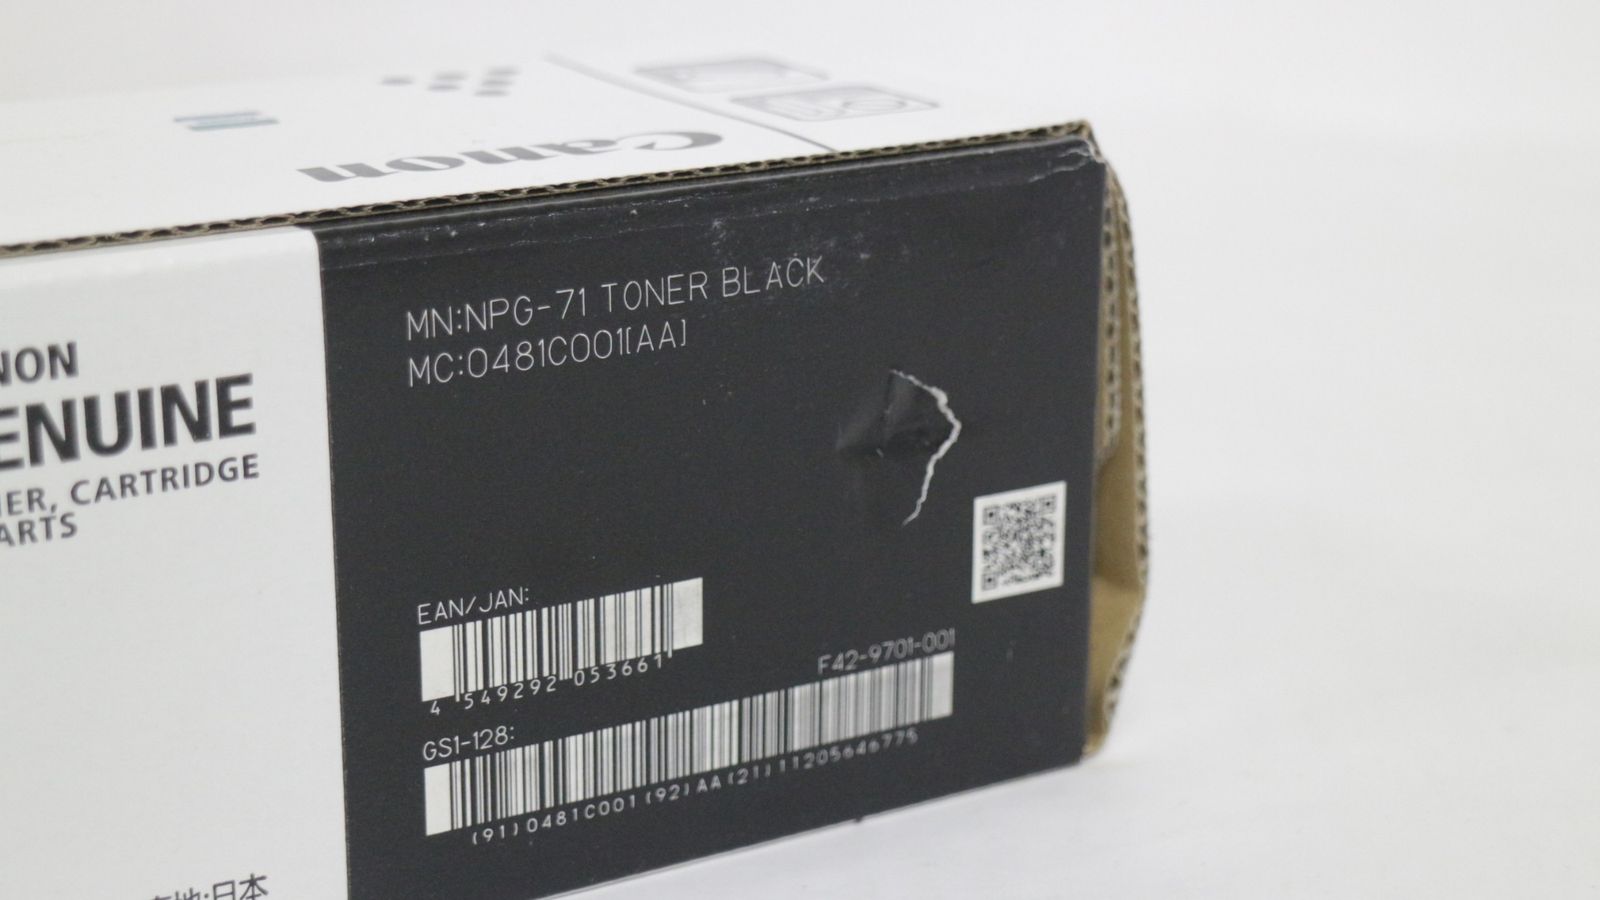 Canon
NON
ENUINE
ER, CARTRIDGE
ARTS
地:日本
MN:NPG-71 TONER BLACK
MC:0481C001[AA]
EAN/JAN:
4 549292 053661
F42-9701-001
GS1-128:
(91)0481C001(92)AA(21)11205646775